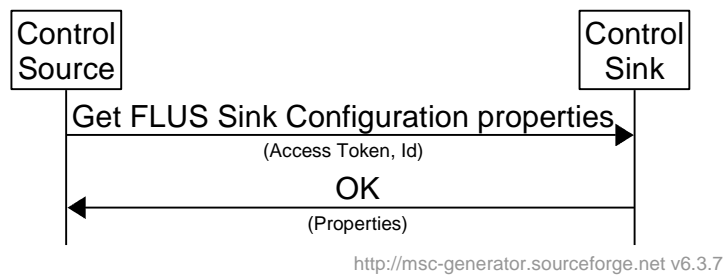 Control
Source
Control
Sink
Get FLUS Sink Configuration properties
(Access Token, Id)
OK
(Properties)
http://msc-generator.sourceforge.net v6.3.7